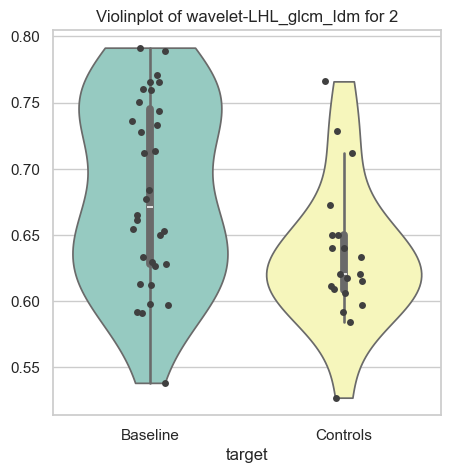 Violinplot of wavelet-LHL_glcm_Idm for 2
0.80
0.75
0.70
0.65
0.60
0.55
Baseline
Controls
target